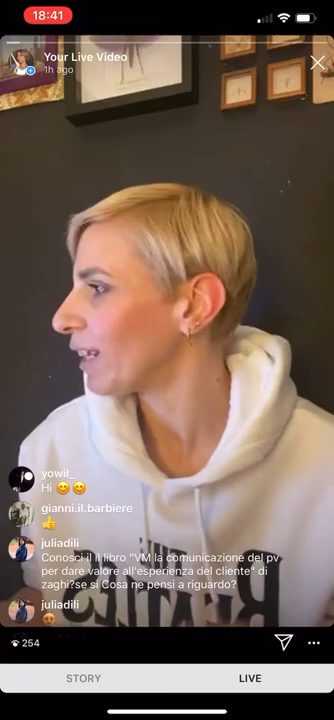 18:41
Your Live Video
1h ago
yowil_
Hi 😊😊
gianni.il.barbiere
👍
juliadili
Conosci il Il libro "VM la comunicazione del pv
per dare valore all'esperienza del cliente" di
zaghi?se si Cosa ne pensi a riguardo?
juliadili
😍
254
STORY
LIVE